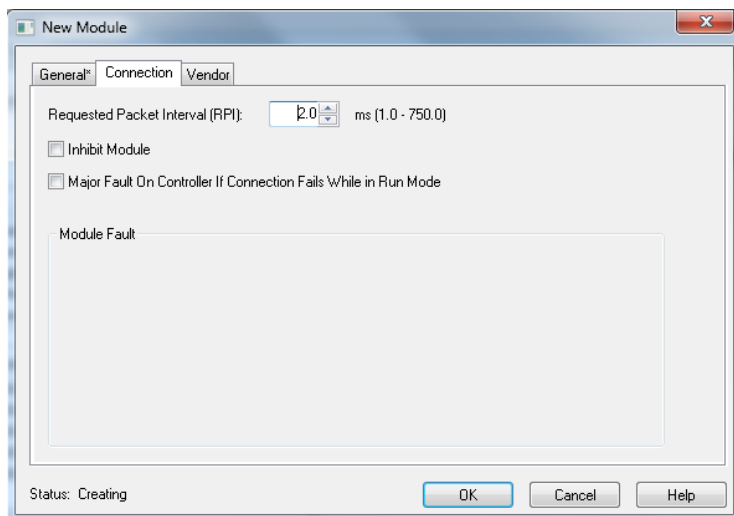 New Module
General* Connection Vendor
Requested Packet Interval (RPI): 2.0 ms (1.0 - 750.0)
Inhibit Module
Major Fault On Controller If Connection Fails While in Run Mode
Module Fault
Status: Creating OK Cancel Help